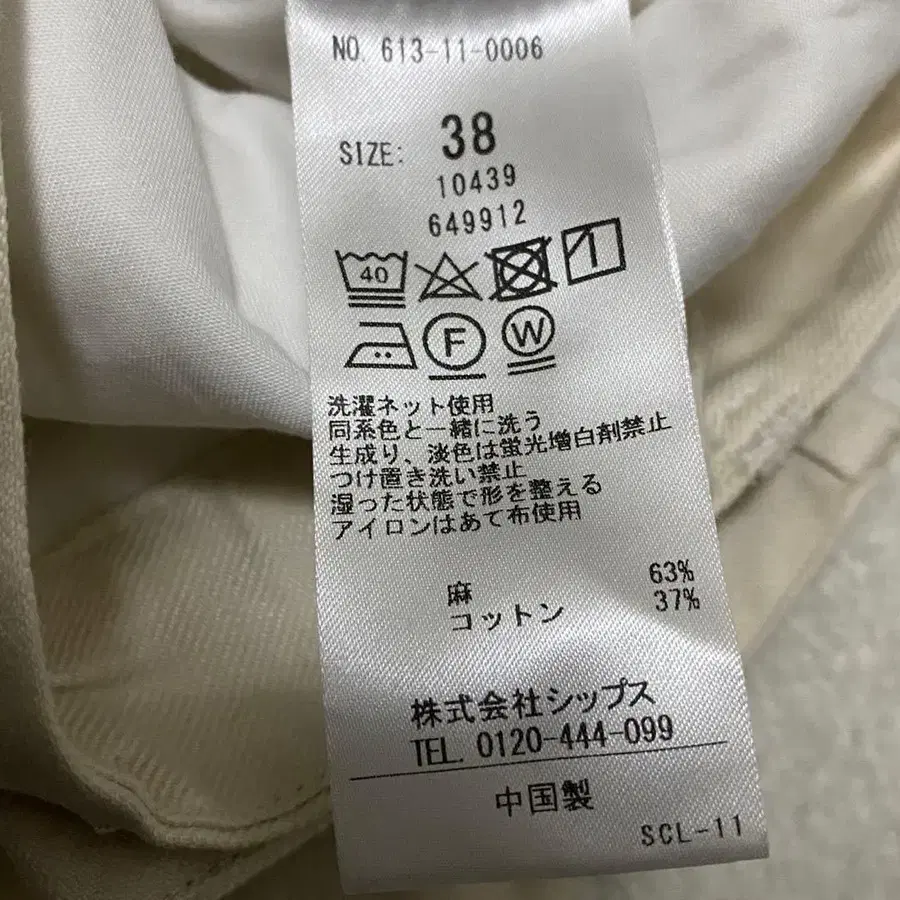 NO. 613-11-0006
SIZE: 38
10439
649912
40
F W
洗濯ネット使用
同系色と一緒に洗う
生成り、淡色は蛍光増白剤禁止
つけ置き洗い禁止
湿った状態で形を整える
アイロンはあて布使用
麻 63%
コットン 37%
株式会社シップス
TEL. 0120-444-099
中国製
SCL-11